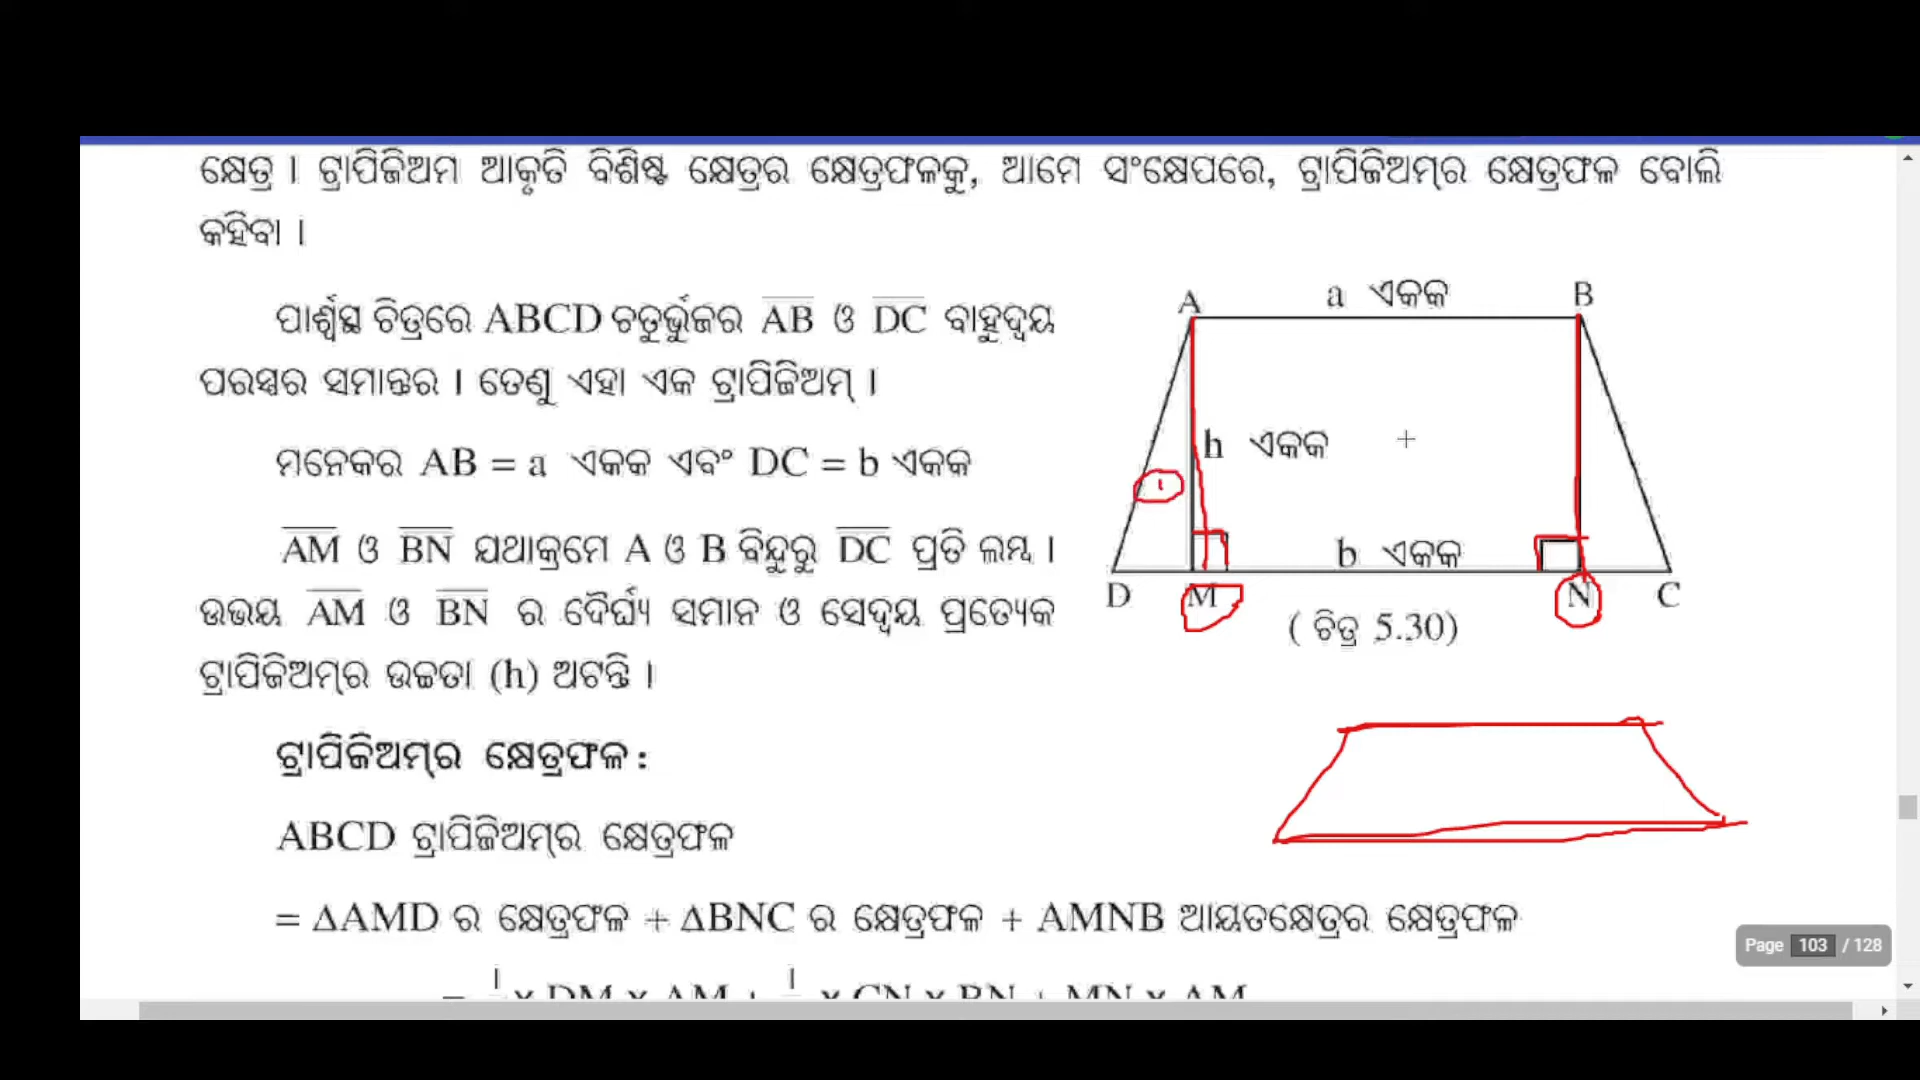 କ୍ଷେତ୍ର । ଟ୍ରାପିଜିଅମ ଆକୃତି ବିଶିଷ୍ଟ କ୍ଷେତ୍ରର କ୍ଷେତ୍ରଫଳକୁ, ଆମେ ସଂକ୍ଷେପରେ, ଟ୍ରାପିଜିଅମ୍‌ର କ୍ଷେତ୍ରଫଳ ବୋଲି
କହିବା ।
ପାର୍ଶ୍ୱସ୍ଥ ଚିତ୍ରରେ ABCD ଚତୁର୍ଭୁଜର AB ଓ DC ବାହୁଦ୍ୱୟ
ପରସ୍ପର ସମାନ୍ତର । ତେଣୁ ଏହା ଏକ ଟ୍ରାପିଜିଅମ୍ ।
ମନେକର AB = a ଏକକ ଏବଂ DC = b ଏକକ
AM ଓ BN ଯଥାକ୍ରମେ A ଓ B ବିନ୍ଦୁରୁ DC ପ୍ରତି ଲମ୍ବ ।
ଉଭୟ AM ଓ BN ର ଦୈର୍ଘ୍ୟ ସମାନ ଓ ସେଦ୍ୱୟ ପ୍ରତ୍ୟେକ
ଟ୍ରାପିଜିଅମ୍‌ର ଉଚ୍ଚତା (h) ଅଟନ୍ତି ।
A a ଏକକ B
h ଏକକ
1
b ଏକକ
D M N C
( ଚିତ୍ର 5.30)
ଟ୍ରାପିଜିଅମ୍‌ର କ୍ଷେତ୍ରଫଳ :
ABCD ଟ୍ରାପିଜିଅମ୍‌ର କ୍ଷେତ୍ରଫଳ
= ΔAMD ର କ୍ଷେତ୍ରଫଳ + ΔBNC ର କ୍ଷେତ୍ରଫଳ + AMNB ଆୟତକ୍ଷେତ୍ରର କ୍ଷେତ୍ରଫଳ
Page 103 / 128